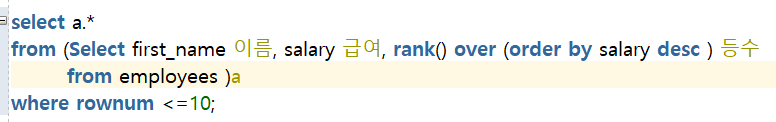 select a.*
from (Select first_name 이름, salary 급여, rank() over (order by salary desc ) 등수
from employees )a
where rownum <=10;